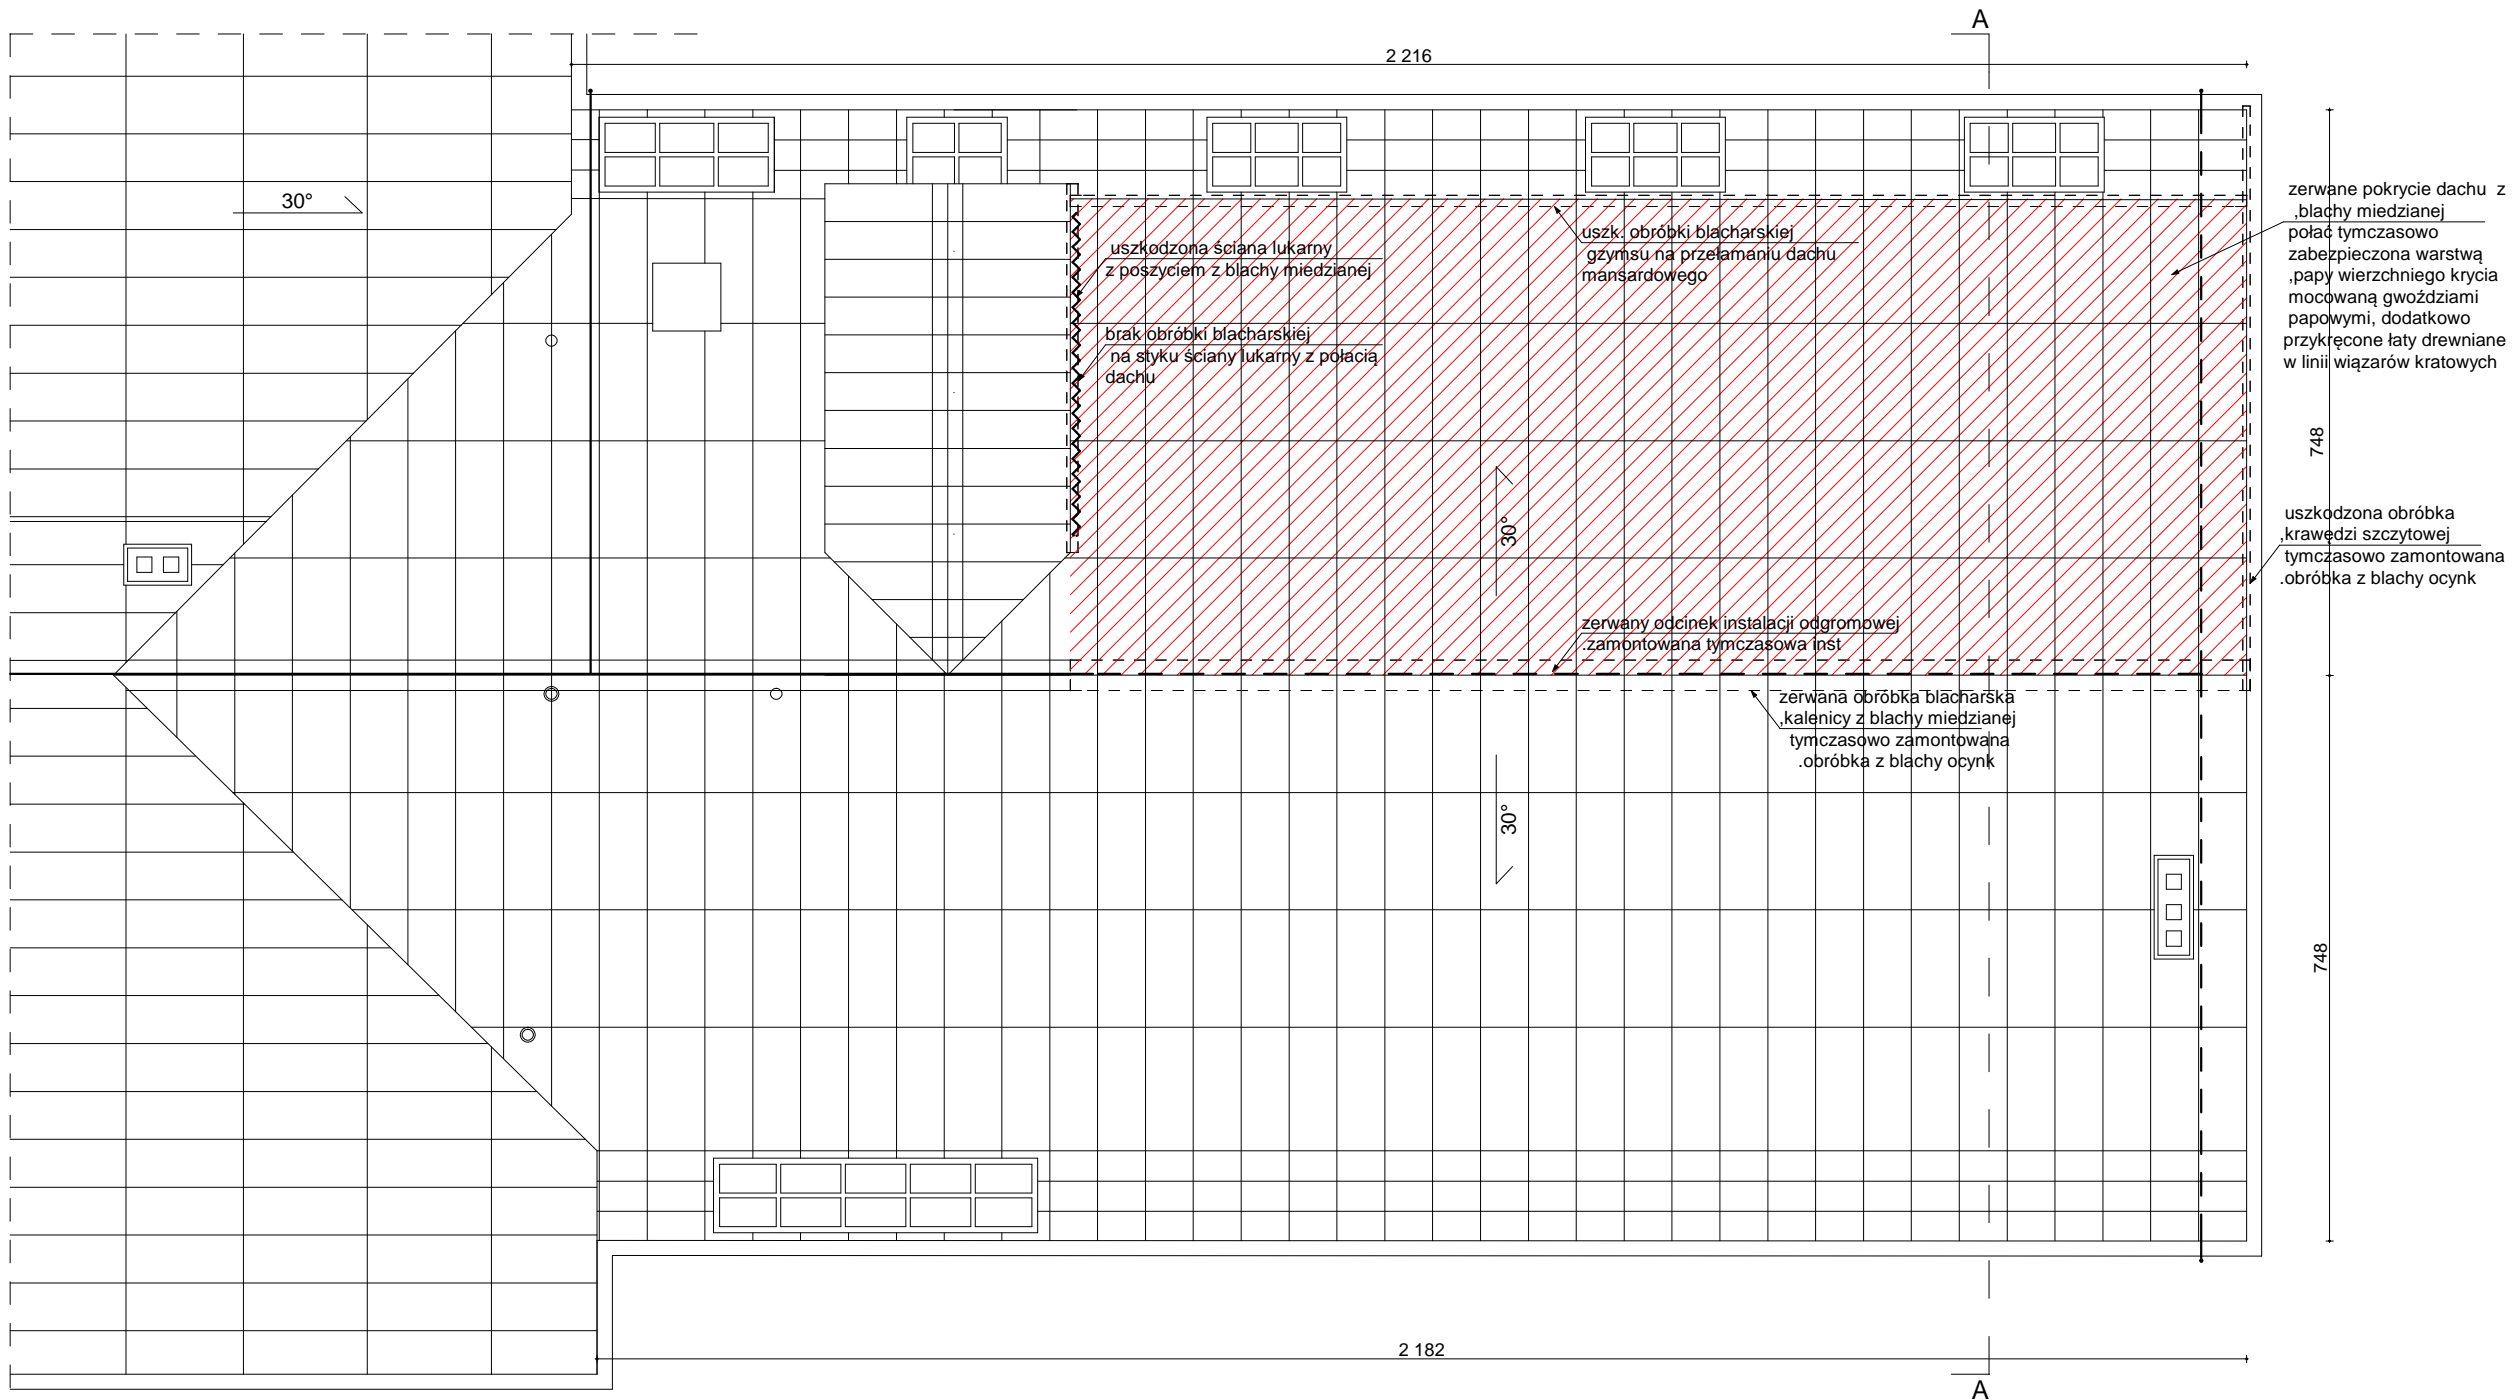 A
2 216
30°
zerwane pokrycie dachu z
,blachy miedzianej
połać tymczasowo
zabezpieczona warstwą
,papy wierzchniego krycia
mocowaną gwoździami
papowymi, dodatkowo
przykręcone łaty drewniane
w linii wiązarów kratowych
uszkodzona ściana lukarny
z poszyciem z blachy miedzianej
uszk. obróbki blacharskiej
gzymsu na przełamaniu dachu
mansardowego
brak obróbki blacharskiej
na styku ściany lukarny z połacią
dachu
748
30°
uszkodzona obróbka
,krawędzi szczytowej
tymczasowo zamontowana
.obróbka z blachy ocynk
zerwany odcinek instalacji odgromowej
.zamontowana tymczasowa inst
zerwana obróbka blacharska
,kalenicy z blachy miedzianej
tymczasowo zamontowana
.obróbka z blachy ocynk
30°
748
2 182
A